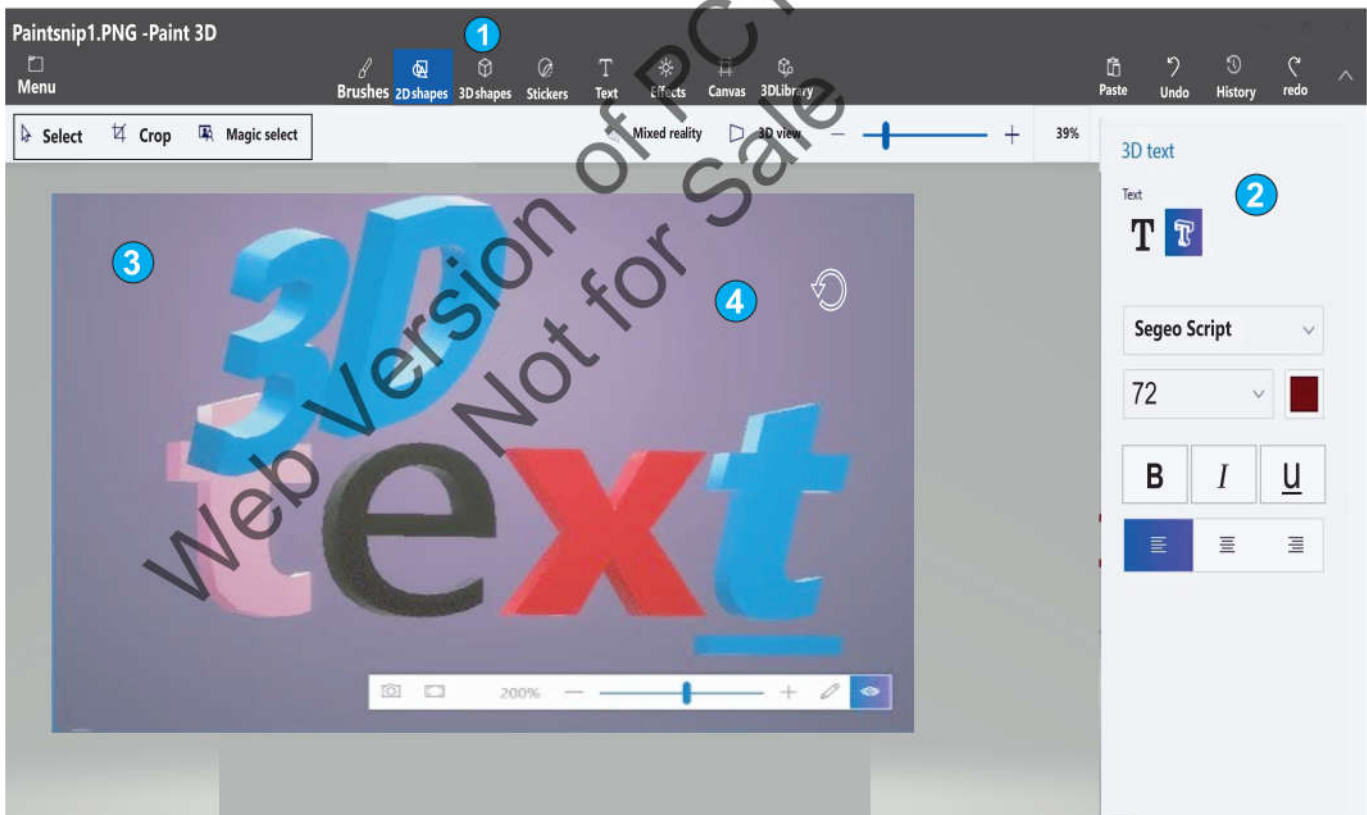 Paintsnip1.PNG -Paint 3D
1
Menu
Brushes 2D shapes 3D shapes Stickers Text Effects Canvas 3DLibrary
Paste Undo History redo
Select Crop Magic select
Mixed reality 3D view 39%
3D text
Text
2
T T
3
4
3D
text
Segeo Script
72
B I U
200%
Web Version of PCT
Not for Sale